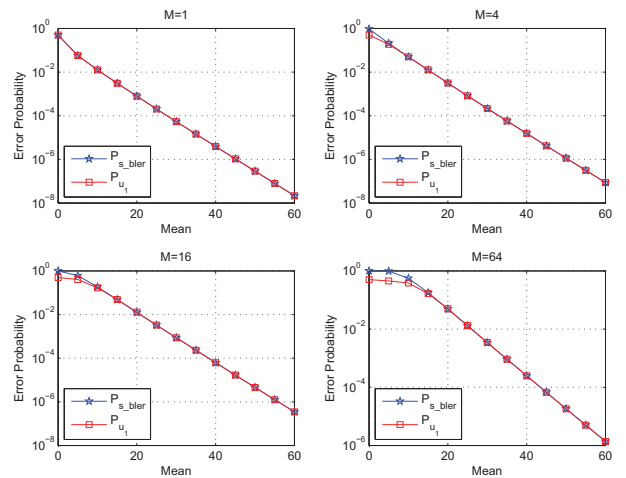 M=1
10^0
10^-2
10^-4
10^-6
10^-8
Error Probability
P_s_bler
P_u_1
0 20 40 60
Mean
M=4
10^0
10^-2
10^-4
10^-6
10^-8
Error Probability
P_s_bler
P_u_1
0 20 40 60
Mean
M=16
10^0
10^-2
10^-4
10^-6
10^-8
Error Probability
P_s_bler
P_u_1
0 20 40 60
Mean
M=64
10^0
10^-2
10^-4
10^-6
Error Probability
P_s_bler
P_u_1
0 20 40 60
Mean